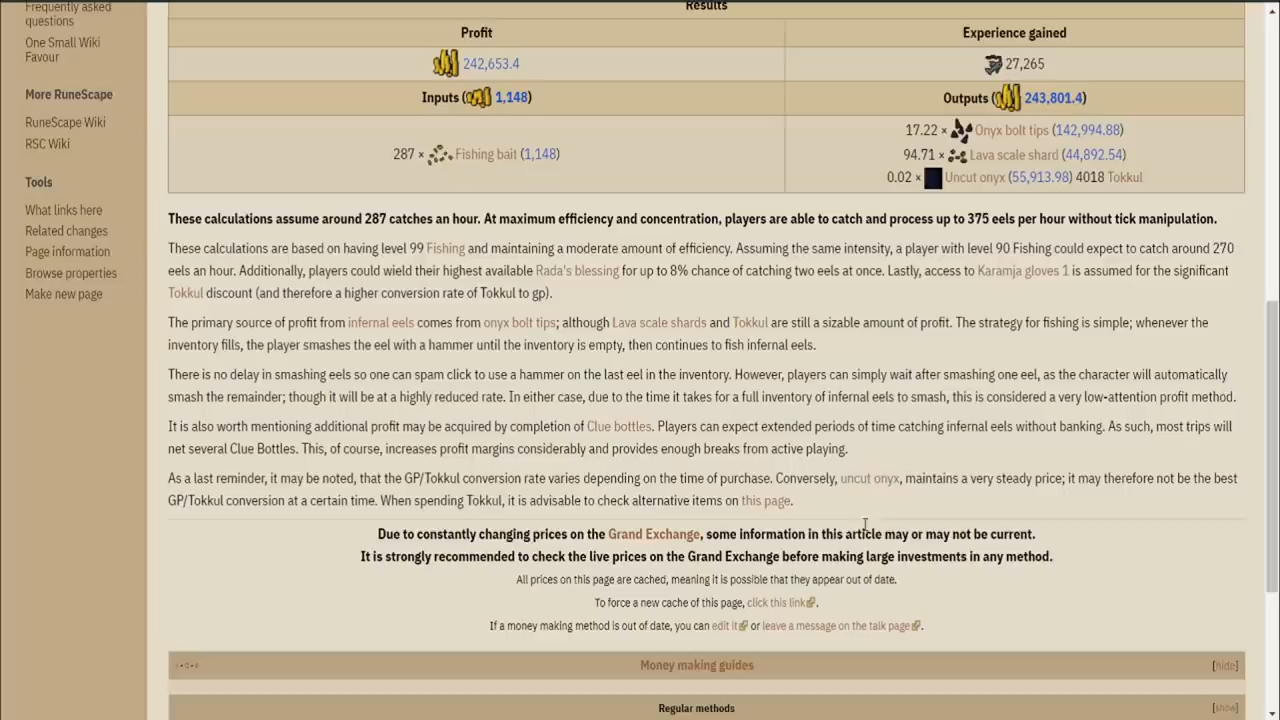 Frequently asked
questions
One Small Wiki
Favour
More RuneScape
RuneScape Wiki
RSC Wiki
Tools
What links here
Related changes
Page information
Browse properties
Make new page
Results
Profit
Experience gained
242,653.4
27,265
Inputs (1,148)
Outputs (243,801.4)
287 × Fishing bait (1,148)
17.22 × Onyx bolt tips (142,994.88)
94.71 × Lava scale shard (44,892.54)
0.02 × Uncut onyx (55,913.98) 4018 Tokkul
These calculations assume around 287 catches an hour. At maximum efficiency and concentration, players are able to catch and process up to 375 eels per hour without tick manipulation.
These calculations are based on having level 99 Fishing and maintaining a moderate amount of efficiency. Assuming the same intensity, a player with level 90 Fishing could expect to catch around 270
eels an hour. Additionally, players could wield their highest available Rada's blessing for up to 8% chance of catching two eels at once. Lastly, access to Karamja gloves 1 is assumed for the significant
Tokkul discount (and therefore a higher conversion rate of Tokkul to gp).
The primary source of profit from infernal eels comes from onyx bolt tips; although Lava scale shards and Tokkul are still a sizable amount of profit. The strategy for fishing is simple; whenever the
inventory fills, the player smashes the eel with a hammer until the inventory is empty, then continues to fish infernal eels.
There is no delay in smashing eels so one can spam click to use a hammer on the last eel in the inventory. However, players can simply wait after smashing one eel, as the character will automatically
smash the remainder; though it will be at a highly reduced rate. In either case, due to the time it takes for a full inventory of infernal eels to smash, this is considered a very low-attention profit method.
It is also worth mentioning additional profit may be acquired by completion of Clue bottles. Players can expect extended periods of time catching infernal eels without banking. As such, most trips will
net several Clue Bottles. This, of course, increases profit margins considerably and provides enough breaks from active playing.
As a last reminder, it may be noted, that the GP/Tokkul conversion rate varies depending on the time of purchase. Conversely, uncut onyx, maintains a very steady price; it may therefore not be the best
GP/Tokkul conversion at a certain time. When spending Tokkul, it is advisable to check alternative items on this page.
Due to constantly changing prices on the Grand Exchange, some information in this article may or may not be current.
It is strongly recommended to check the live prices on the Grand Exchange before making large investments in any method.
All prices on this page are cached, meaning it is possible that they appear out of date.
To force a new cache of this page, click this link.
If a money making method is out of date, you can edit it or leave a message on the talk page.
Money making guides
[hide]
Regular methods
[show]